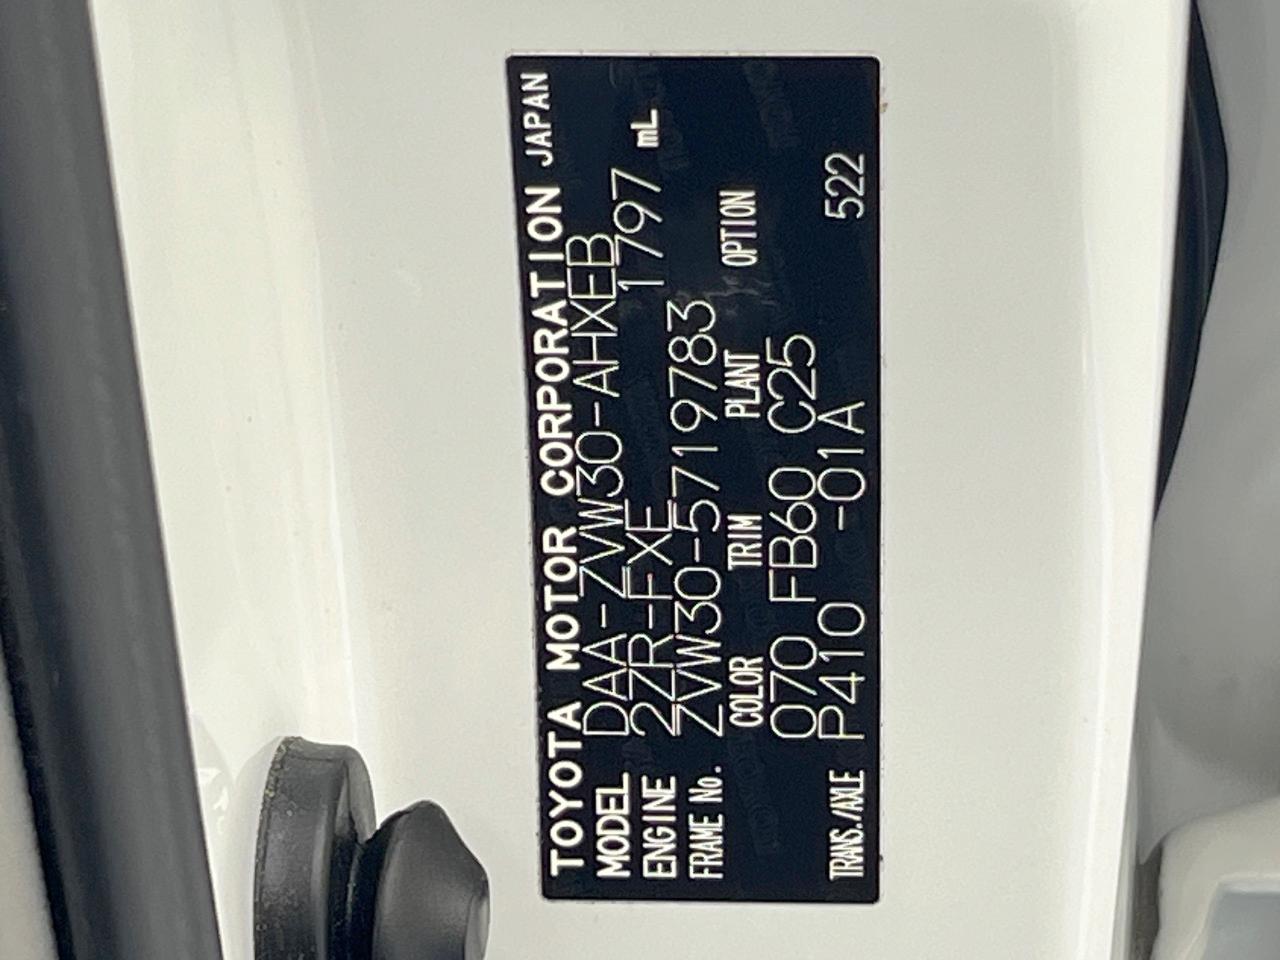 TOYOTA MOTOR CORPORATION JAPAN
MODEL DAA-ZVW30-AHXEB
ENGINE 2ZR-FXE 1797 mL
FRAME No. ZVW30-5719783
COLOR TRIM PLANT OPTION
070 FB60 C25
TRANS./AXLE P410 -01A 522